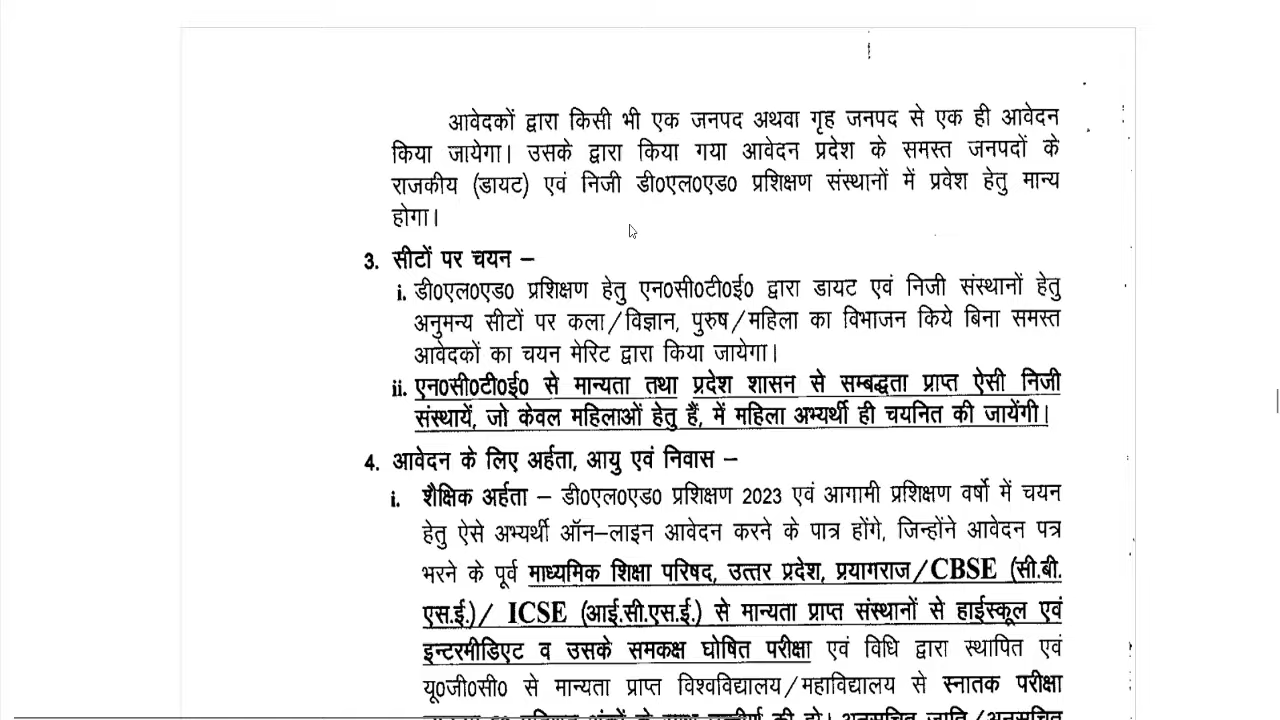 आवेदकों द्वारा किसी भी एक जनपद अथवा गृह जनपद से एक ही आवेदन
किया जायेगा। उसके द्वारा किया गया आवेदन प्रदेश के समस्त जनपदों के
राजकीय (डायट) एवं निजी डी0एल0एड0 प्रशिक्षण संस्थानों में प्रवेश हेतु मान्य
होगा।
3. सीटों पर चयन –
i. डी0एल0एड0 प्रशिक्षण हेतु एन0सी0टी0ई0 द्वारा डायट एवं निजी संस्थानों हेतु
अनुमन्य सीटों पर कला/विज्ञान, पुरुष/महिला का विभाजन किये बिना समस्त
आवेदकों का चयन मेरिट द्वारा किया जायेगा।
ii. एन0सी0टी0ई0 से मान्यता तथा प्रदेश शासन से सम्बद्धता प्राप्त ऐसी निजी
संस्थायें, जो केवल महिलाओं हेतु हैं, में महिला अभ्यर्थी ही चयनित की जायेंगी।
4. आवेदन के लिए अर्हता, आयु एवं निवास –
i. शैक्षिक अर्हता – डी0एल0एड0 प्रशिक्षण 2023 एवं आगामी प्रशिक्षण वर्षो में चयन
हेतु ऐसे अभ्यर्थी ऑन–लाइन आवेदन करने के पात्र होंगे, जिन्होंने आवेदन पत्र
भरने के पूर्व माध्यमिक शिक्षा परिषद, उत्तर प्रदेश, प्रयागराज/CBSE (सी.बी.
एस.ई.)/ ICSE (आई.सी.एस.ई.) से मान्यता प्राप्त संस्थानों से हाईस्कूल एवं
इन्टरमीडिएट व उसके समकक्ष घोषित परीक्षा एवं विधि द्वारा स्थापित एवं
यू0जी0सी0 से मान्यता प्राप्त विश्वविद्यालय/महाविद्यालय से स्नातक परीक्षा